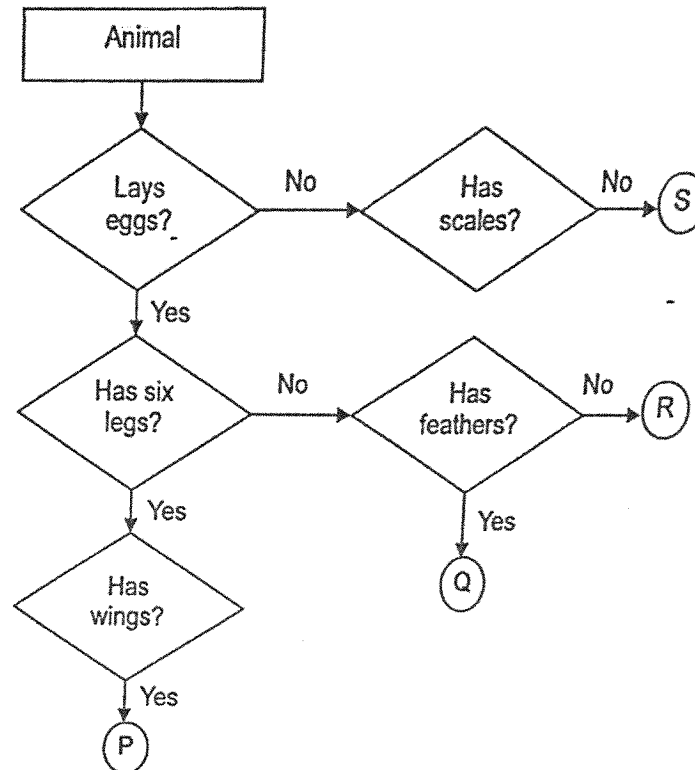 Animal
Lays
eggs?
No
Has
scales?
No
S
Yes
Has six
legs?
No
Has
feathers?
No
R
Yes
Yes
Q
Has
wings?
Yes
P